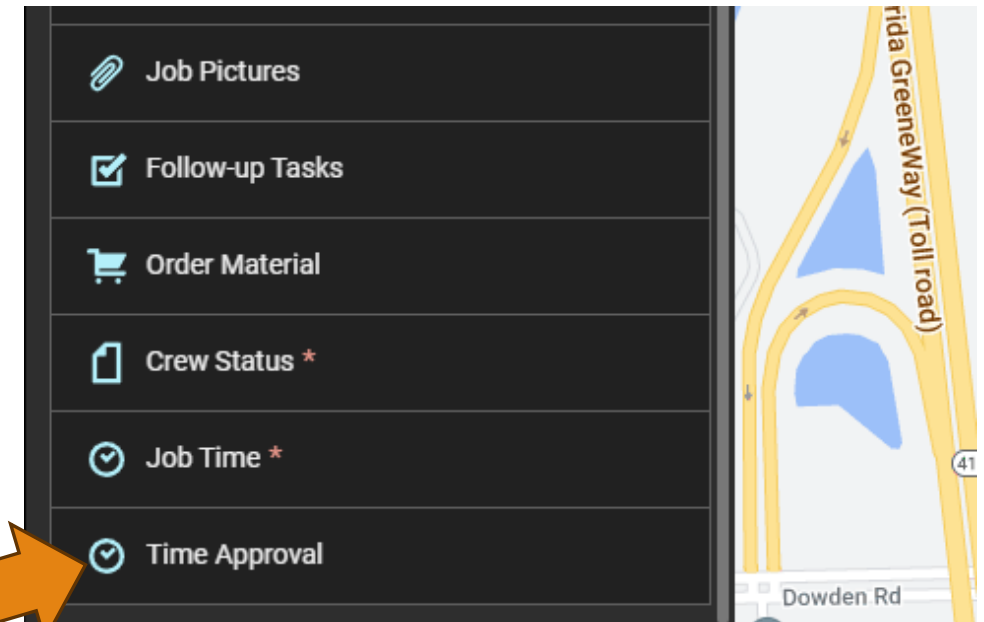 Job Pictures
Follow-up Tasks
Order Material
Crew Status *
Job Time *
Time Approval
rida GreeneWay (Toll road)
41
Dowden Rd